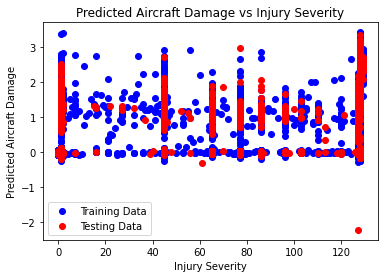 Predicted Aircraft Damage vs Injury Severity
Predicted Aircraft Damage
3
2
1
0
−1
−2
Training Data
Testing Data
0 20 40 60 80 100 120
Injury Severity